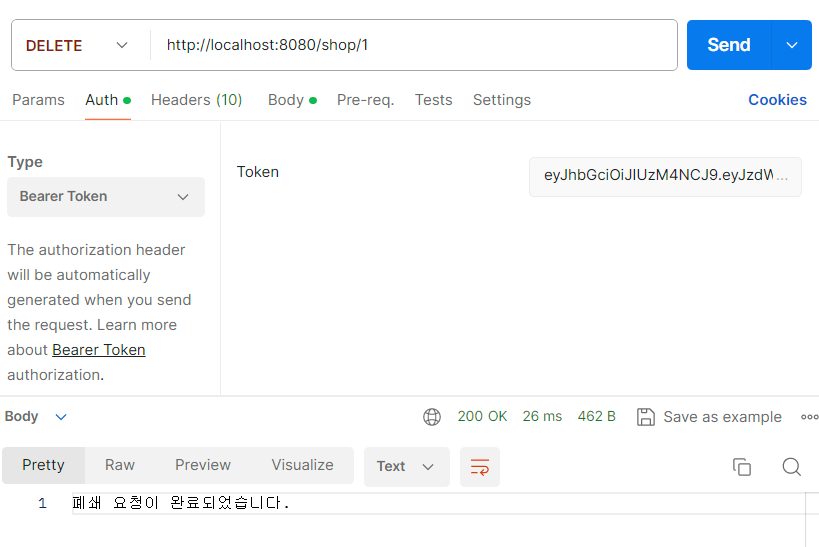 DELETE http://localhost:8080/shop/1 Send
Params Auth Headers (10) Body Pre-req. Tests Settings Cookies
Type
Token eyJhbGciOiJIUzM4NCJ9.eyJzdW...
Bearer Token
The authorization header
will be automatically
generated when you send
the request. Learn more
about Bearer Token
authorization.
Body 200 OK 26 ms 462 B Save as example
Pretty Raw Preview Visualize Text
1 폐쇄 요청이 완료되었습니다.